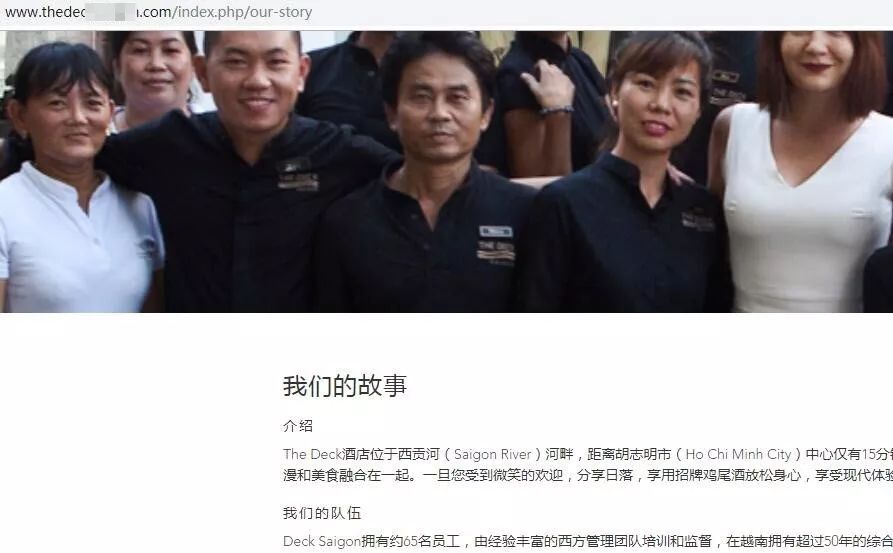 www.thedec
.com/index.php/our-story
THE DECK
THE DECK
THE DECK
我们的故事
介绍
The Deck酒店位于西贡河（Saigon River）河畔，距离胡志明市（Ho Chi Minh City）中心仅有15分
漫和美食融合在一起。一旦您受到微笑的欢迎，分享日落，享用招牌鸡尾酒放松身心，享受现代体验
我们的队伍
Deck Saigon拥有约65名员工，由经验丰富的西方管理团队培训和监督，在越南拥有超过50年的综合